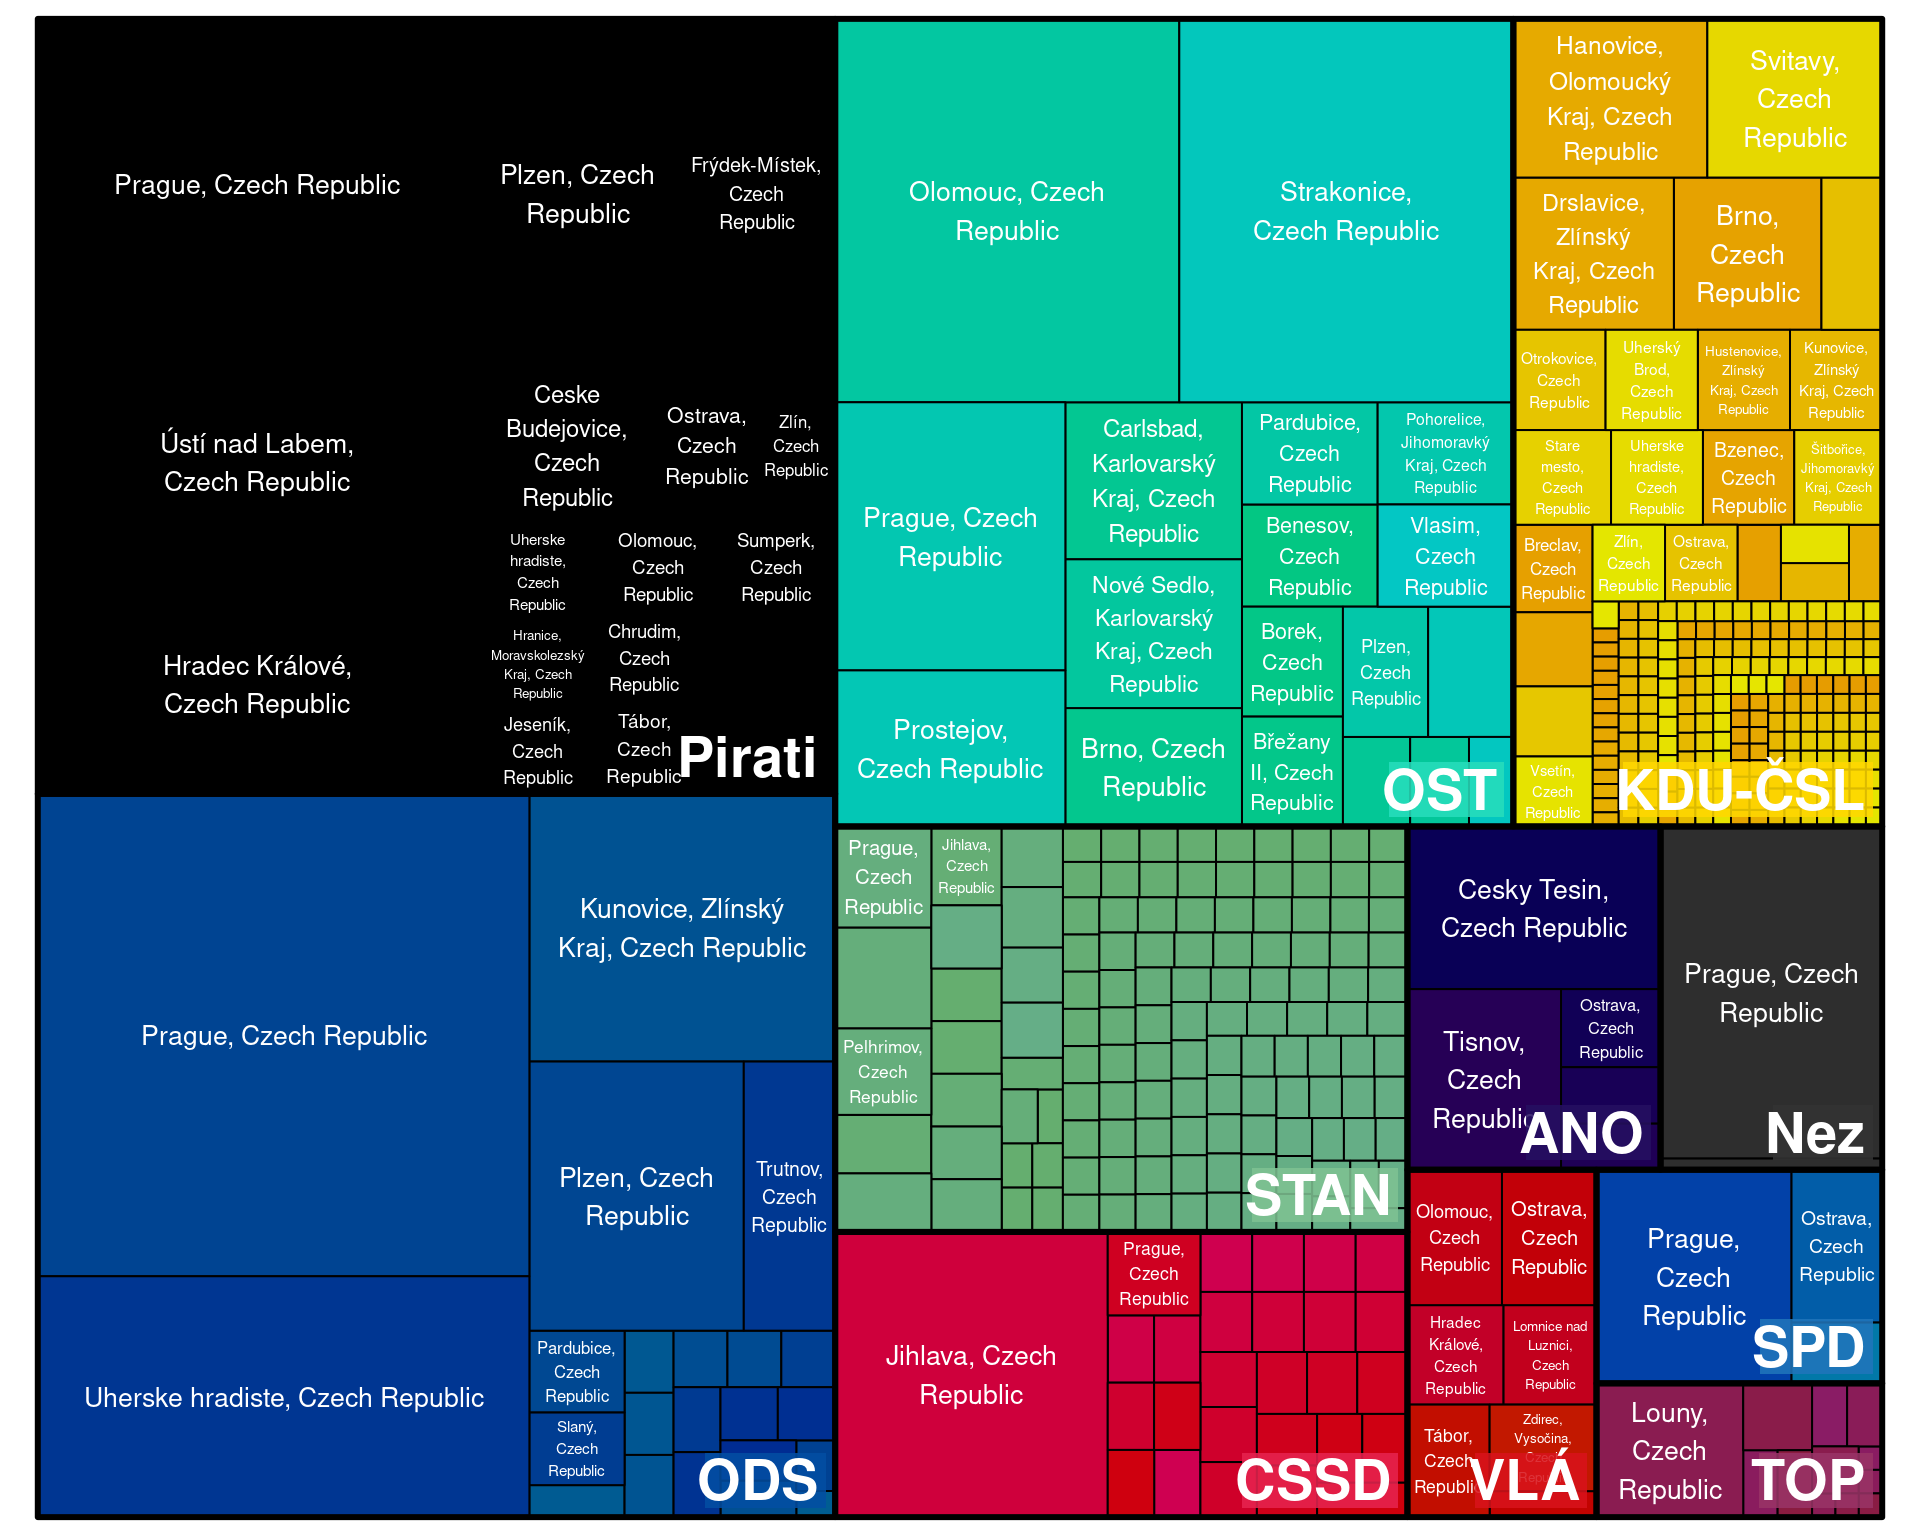 Prague, Czech Republic
Plzen, Czech
Republic
Frýdek-Místek,
Czech
Republic
Ústí nad Labem,
Czech Republic
Ceske
Budejovice,
Czech
Republic
Ostrava,
Czech
Republic
Zlín,
Czech
Republic
Hradec Králové,
Czech Republic
Uherske
hradiste,
Czech
Republic
Olomouc,
Czech
Republic
Sumperk,
Czech
Republic
Hranice,
Moravskolezský
Kraj, Czech
Republic
Chrudim,
Czech
Republic
Jeseník,
Czech
Republic
Tábor,
Czech
Republic
Pirati
Olomouc, Czech
Republic
Strakonice,
Czech Republic
Prague, Czech
Republic
Prostejov,
Czech Republic
Carlsbad,
Karlovarský
Kraj, Czech
Republic
Nové Sedlo,
Karlovarský
Kraj, Czech
Republic
Brno, Czech
Republic
Pardubice,
Czech
Republic
Pohorelice,
Jihomoravký
Kraj, Czech
Republic
Benesov,
Czech
Republic
Vlasim,
Czech
Republic
Borek,
Czech
Republic
Plzen,
Czech
Republic
Břežany
II, Czech
Republic
OST
Hanovice,
Olomoucký
Kraj, Czech
Republic
Svitavy,
Czech
Republic
Drslavice,
Zlínský
Kraj, Czech
Republic
Brno,
Czech
Republic
Otrokovice,
Czech
Republic
Uherský
Brod,
Czech
Republic
Hustenovice,
Zlínský
Kraj, Czech
Republic
Kunovice,
Zlínský
Kraj, Czech
Republic
Stare
mesto,
Czech
Republic
Uherske
hradiste,
Czech
Republic
Bzenec,
Czech
Republic
Šitbořice,
Jihomoravký
Kraj, Czech
Republic
Breclav,
Czech
Republic
Zlín,
Czech
Republic
Ostrava,
Czech
Republic
Vsetín,
Czech
Republic
KDU-ČSL
Prague, Czech Republic
Kunovice, Zlínský
Kraj, Czech Republic
Plzen, Czech
Republic
Trutnov,
Czech
Republic
Uherske hradiste, Czech Republic
Pardubice,
Czech
Republic
Slaný,
Czech
Republic
ODS
Prague,
Czech
Republic
Jihlava,
Czech
Republic
Pelhrimov,
Czech
Republic
STAN
Jihlava, Czech
Republic
Prague,
Czech
Republic
CSSD
Cesky Tesin,
Czech Republic
Tisnov,
Czech
Republic
Ostrava,
Czech
Republic
ANO
Prague, Czech
Republic
Nez
Olomouc,
Czech
Republic
Ostrava,
Czech
Republic
Hradec
Králové,
Czech
Republic
Lomnice nad
Luznici,
Czech
Republic
Tábor,
Czech
Republic
Zdirec,
Vysočina,
Czech
Republic
VLÁ
Prague,
Czech
Republic
Ostrava,
Czech
Republic
SPD
Louny,
Czech
Republic
TOP